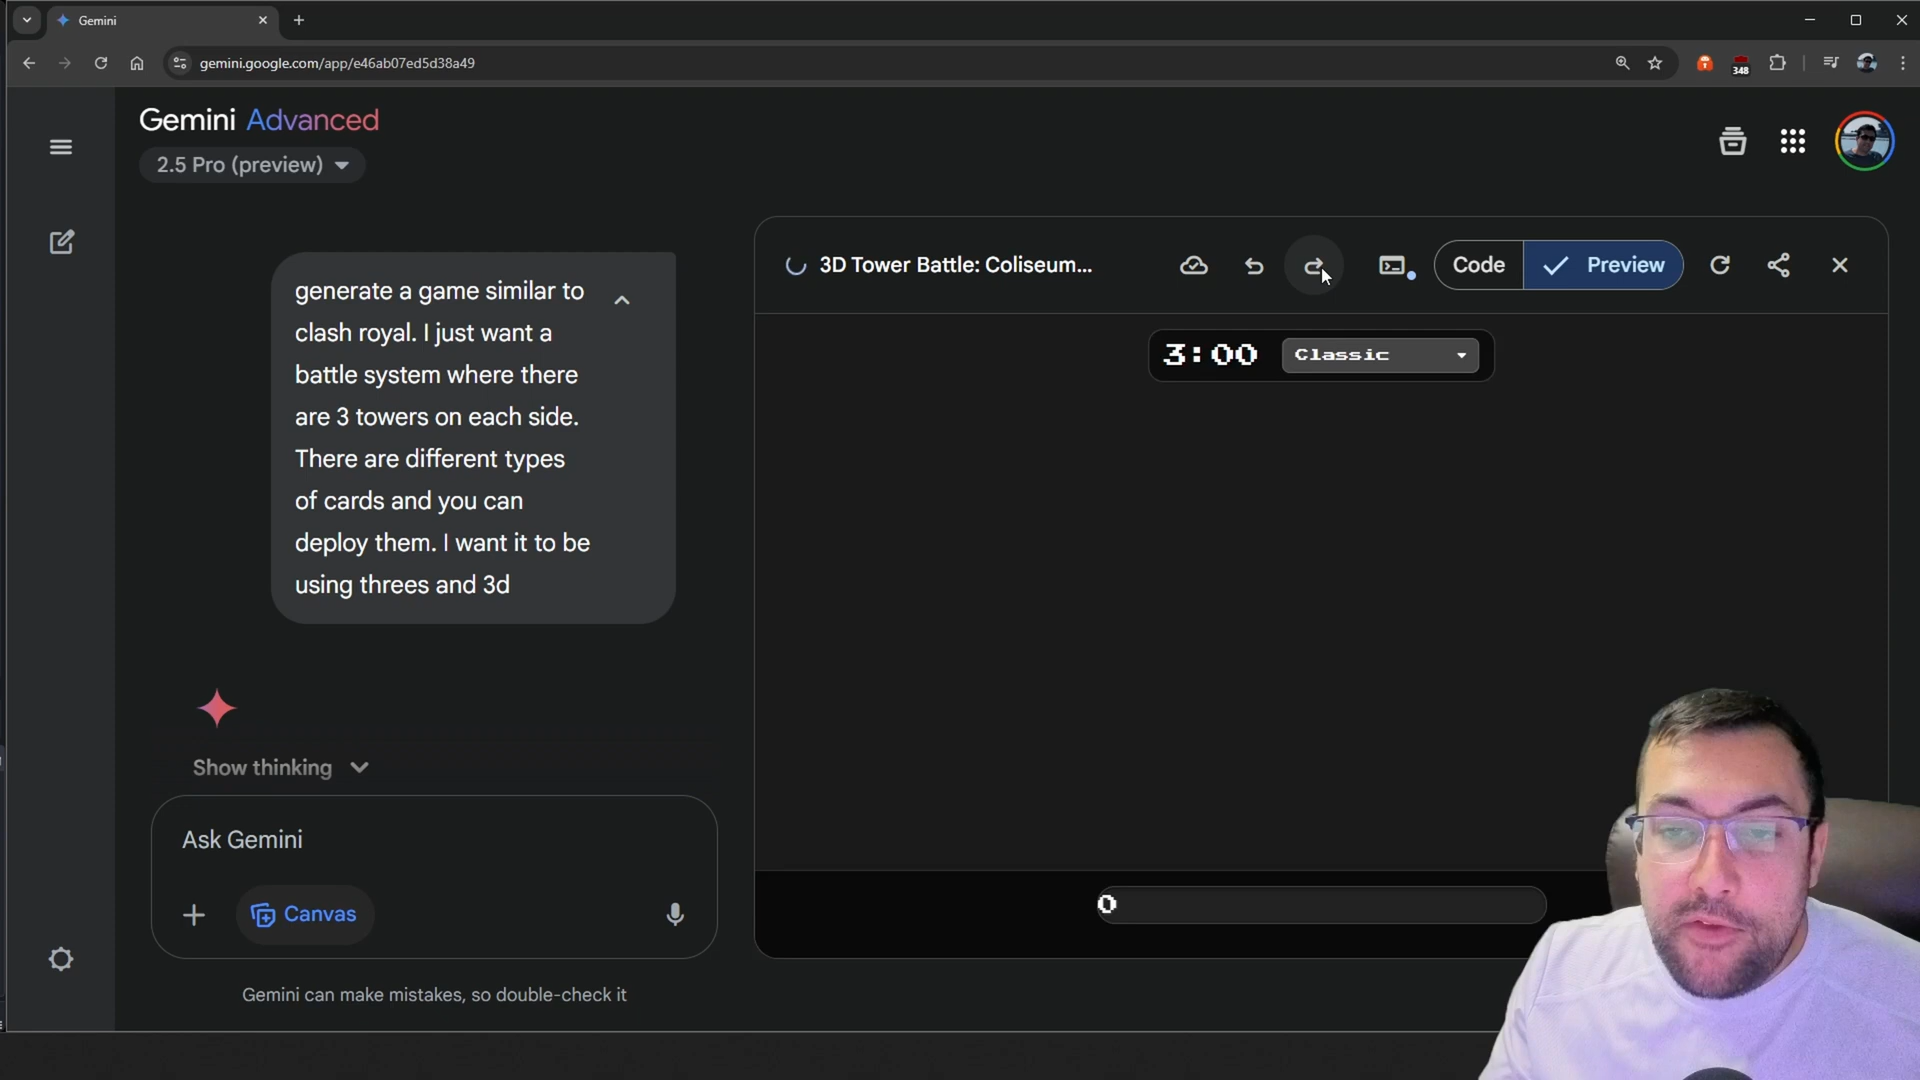 Gemini
gemini.google.com/app/e46ab07ed5d38a49
348
Gemini Advanced
2.5 Pro (preview)
generate a game similar to
clash royal. I just want a
battle system where there
are 3 towers on each side.
There are different types
of cards and you can
deploy them. I want it to be
using threes and 3d
Show thinking
Ask Gemini
Canvas
Gemini can make mistakes, so double-check it
3D Tower Battle: Coliseum...
Code
Preview
3:00
Classic
0